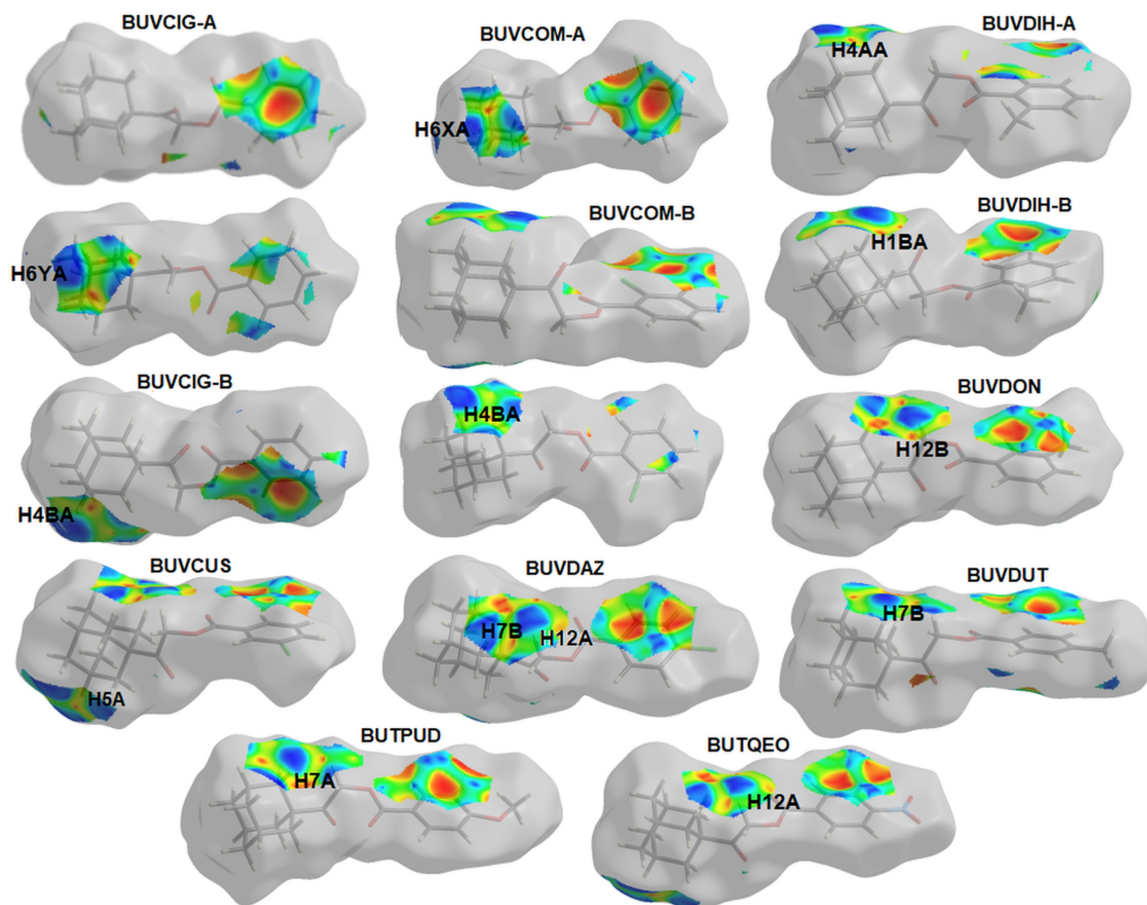 BUVCIG-A
BUVCOM-A
BUVDIH-A
H4AA
H6XA
BUVCOM-B
BUVDIH-B
H1BA
H6YA
BUVCIG-B
BUVDON
H4BA
H12B
H4BA
BUVCUS
BUVDAZ
BUVDUT
H7B
H7B
H12A
H5A
BUTPUD
BUTQEO
H7A
H12A